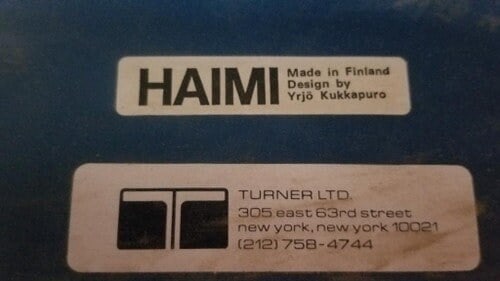 HAIMI
Made in Finland
Design by
Yrjö Kukkapuro
TURNER LTD.
305 east 63rd street
new york, new york 10021
(212) 758-4744